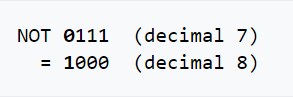 NOT 0111  (decimal 7)
  = 1000  (decimal 8)